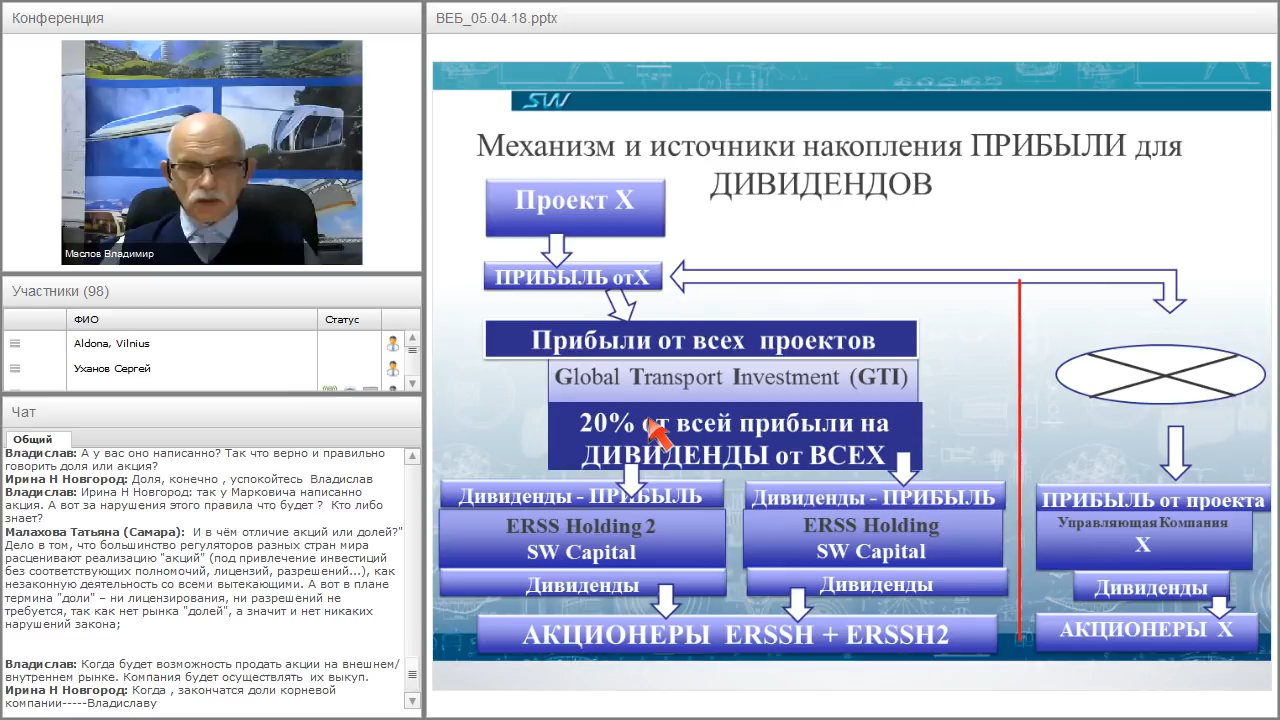 Конференция
Маслов Владимир
Участники (98)
ФИО
Статус
Aldona, Vilnius
Уханов Сергей
Чат
Общий
Владислав: А у вас оно написанно? Так что верно и правильно
говорить доля или акция?
Ирина Н Новгород: Доля, конечно , успокойтесь Владислав
Владислав: Ирина Н Новгород: так у Марковича написанно
акция. А вот за нарушения этого правила что будет ? Кто либо
знает?
Малахова Татьяна (Самара): И в чём отличие акций или долей?"
Дело в том, что большинство регуляторов разных стран мира
расценивают реализацию "акций" (под привлечение инвестиций
без соответствующих полномочий, лицензий, разрешений...), как
незаконную деятельность со всеми вытекающими. А вот в плане
термина "доли" – ни лицензирования, ни разрешений не
требуется, так как нет рынка "долей", а значит и нет никаких
нарушений закона;
Владислав: Когда будет возможность продать акции на внешнем/
внутреннем рынке. Компания будет осуществлять их выкуп.
Ирина Н Новгород: Когда , закончатся доли корневой
компании-----Владиславу
ВЕБ_05.04.18.pptx
SW
Механизм и источники накопления ПРИБЫЛИ для
ДИВИДЕНДОВ
Проект X
ПРИБЫЛЬ отX
Прибыли от всех проектов
Global Transport Investment (GTI)
20% от всей прибыли на
ДИВИДЕНДЫ от ВСЕХ
Дивиденды - ПРИБЫЛЬ
ERSS Holding 2
SW Capital
Дивиденды
Дивиденды - ПРИБЫЛЬ
ERSS Holding
SW Capital
Дивиденды
АКЦИОНЕРЫ ERSSH + ERSSH2
ПРИБЫЛЬ от проекта
Управляющая Компания
X
Дивиденды
АКЦИОНЕРЫ X